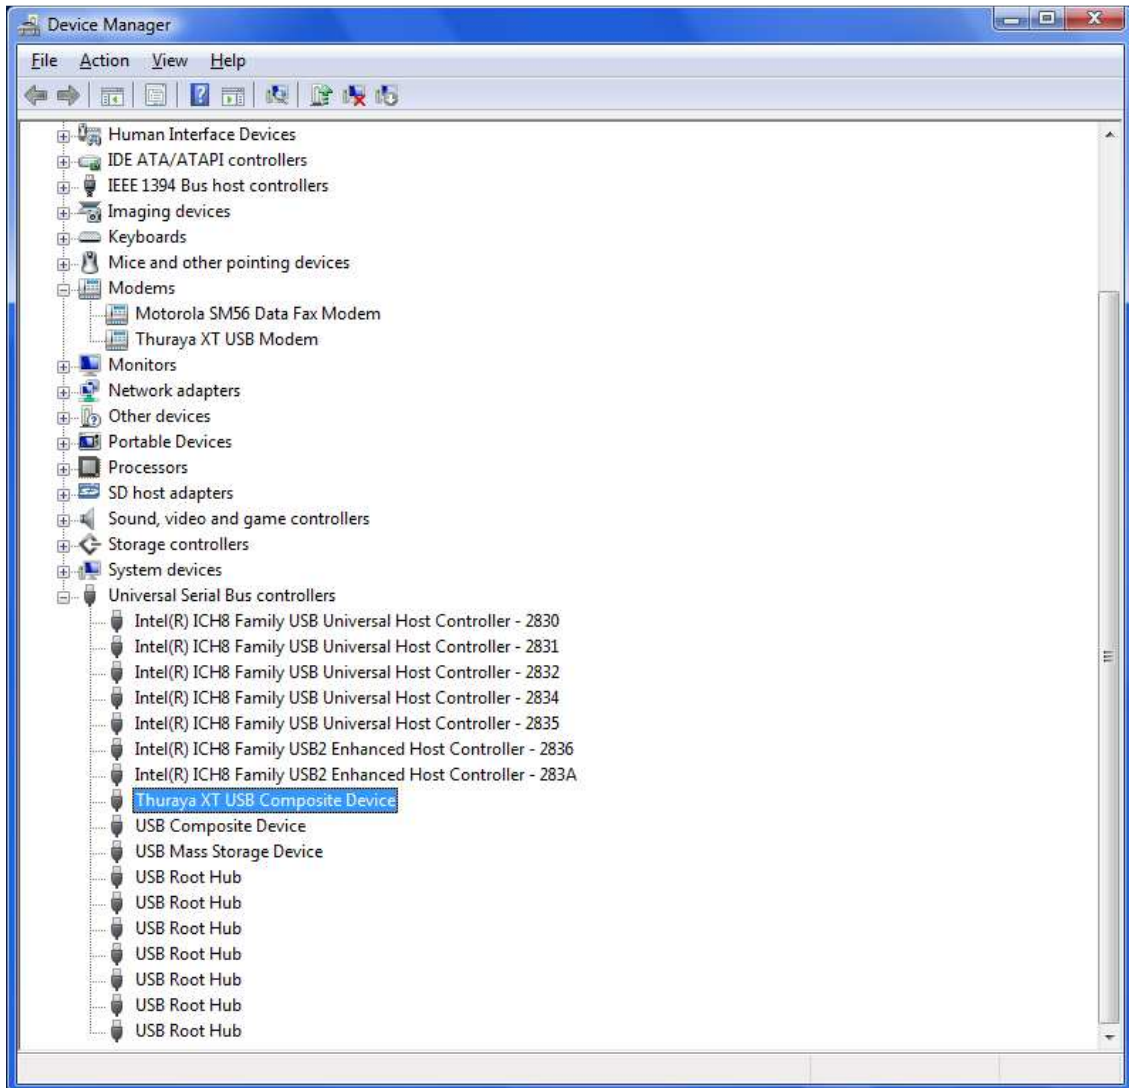 Device Manager
File Action View Help
Human Interface Devices
IDE ATA/ATAPI controllers
IEEE 1394 Bus host controllers
Imaging devices
Keyboards
Mice and other pointing devices
Modems
Motorola SM56 Data Fax Modem
Thuraya XT USB Modem
Monitors
Network adapters
Other devices
Portable Devices
Processors
SD host adapters
Sound, video and game controllers
Storage controllers
System devices
Universal Serial Bus controllers
Intel(R) ICH8 Family USB Universal Host Controller - 2830
Intel(R) ICH8 Family USB Universal Host Controller - 2831
Intel(R) ICH8 Family USB Universal Host Controller - 2832
Intel(R) ICH8 Family USB Universal Host Controller - 2834
Intel(R) ICH8 Family USB Universal Host Controller - 2835
Intel(R) ICH8 Family USB2 Enhanced Host Controller - 2836
Intel(R) ICH8 Family USB2 Enhanced Host Controller - 283A
Thuraya XT USB Composite Device
USB Composite Device
USB Mass Storage Device
USB Root Hub
USB Root Hub
USB Root Hub
USB Root Hub
USB Root Hub
USB Root Hub
USB Root Hub